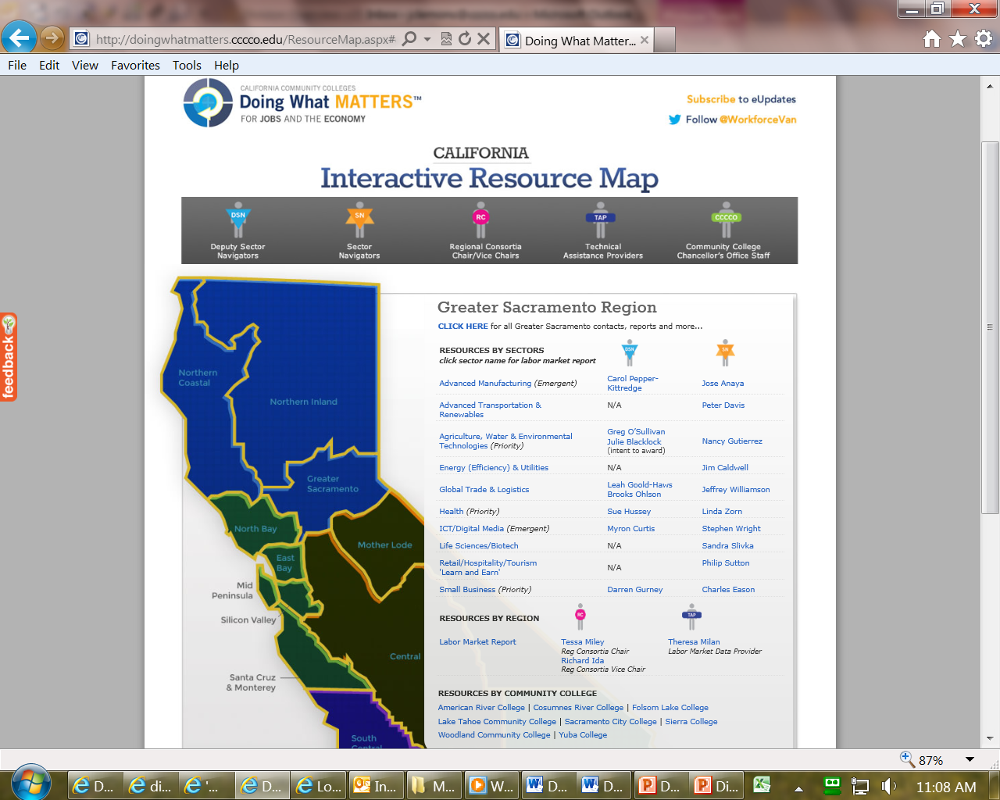 http://doingwhatmatters.cccco.edu/ResourceMap.aspx#
Doing What Matter...
File Edit View Favorites Tools Help
CALIFORNIA COMMUNITY COLLEGES
Doing What MATTERS™
FOR JOBS AND THE ECONOMY
Subscribe to eUpdates
Follow @WorkforceVan
CALIFORNIA
Interactive Resource Map
DSN
SN
RC
TAP
CCCCO
Deputy Sector
Navigators
Sector
Navigators
Regional Consortia
Chair/Vice Chairs
Technical
Assistance Providers
Community College
Chancellor's Office Staff
feedback
Northern
Coastal
Northern Inland
Greater
Sacramento
North Bay
Mother Lode
East
Bay
Mid
Peninsula
Silicon Valley
Central
Santa Cruz
& Monterey
South
Central
Greater Sacramento Region
CLICK HERE for all Greater Sacramento contacts, reports and more...
RESOURCES BY SECTORS
click sector name for labor market report
DSN
SN
Advanced Manufacturing (Emergent)
Carol Pepper-
Kittredge
Jose Anaya
Advanced Transportation &
Renewables
N/A
Peter Davis
Agriculture, Water & Environmental
Technologies (Priority)
Greg O'Sullivan
Julie Blacklock
(intent to award)
Nancy Gutierrez
Energy (Efficiency) & Utilities
N/A
Jim Caldwell
Global Trade & Logistics
Leah Goold-Haws
Brooks Ohlson
Jeffrey Williamson
Health (Priority)
Sue Hussey
Linda Zorn
ICT/Digital Media (Emergent)
Myron Curtis
Stephen Wright
Life Sciences/Biotech
N/A
Sandra Slivka
Retail/Hospitality/Tourism
'Learn and Earn'
N/A
Philip Sutton
Small Business (Priority)
Darren Gurney
Charles Eason
RESOURCES BY REGION
RC
TAP
Labor Market Report
Tessa Miley
Reg Consortia Chair
Richard Ida
Reg Consortia Vice Chair
Theresa Milan
Labor Market Data Provider
RESOURCES BY COMMUNITY COLLEGE
American River College | Cosumnes River College | Folsom Lake College
Lake Tahoe Community College | Sacramento City College | Sierra College
Woodland Community College | Yuba College
87%
D... di... '... D... Lo... In... M... W... D... D... D... Di...
11:08 AM